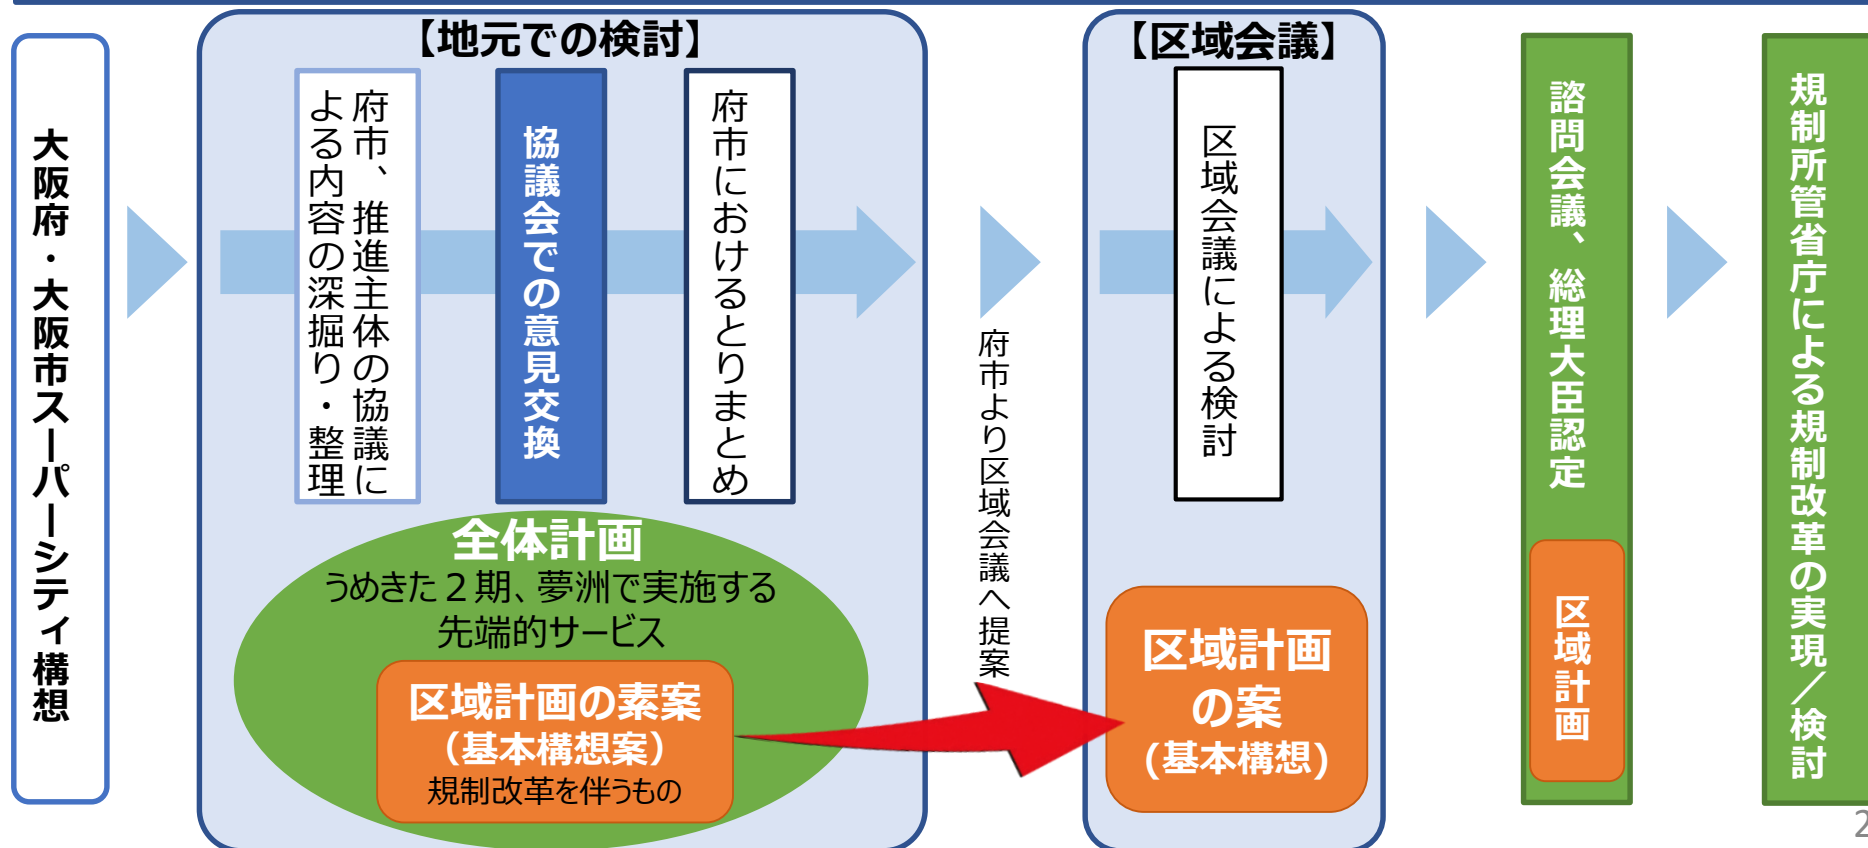 大阪府・大阪市スーパーシティ構想
【地元での検討】
府市、推進主体の協議に
よる内容の深掘り・整理
協議会での意見交換
府市におけるとりまとめ
全体計画
うめきた２期、夢洲で実施する
先端的サービス
区域計画の素案
（基本構想案）
規制改革を伴うもの
府市より区域会議へ提案
【区域会議】
区域会議による検討
区域計画
の案
(基本構想)
諮問会議、総理大臣認定
区域計画
規制所管省庁による規制改革の実現／検討
2